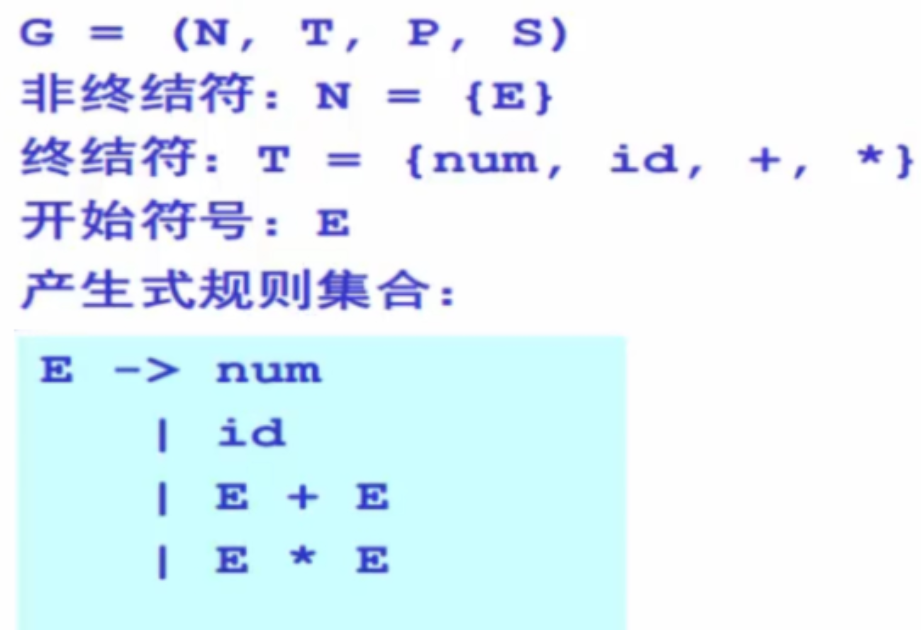 G = (N, T, P, S)
非终结符：N = {E}
终结符：T = {num, id, +, *}
开始符号：E
产生式规则集合：
E -> num
| id
| E + E
| E * E